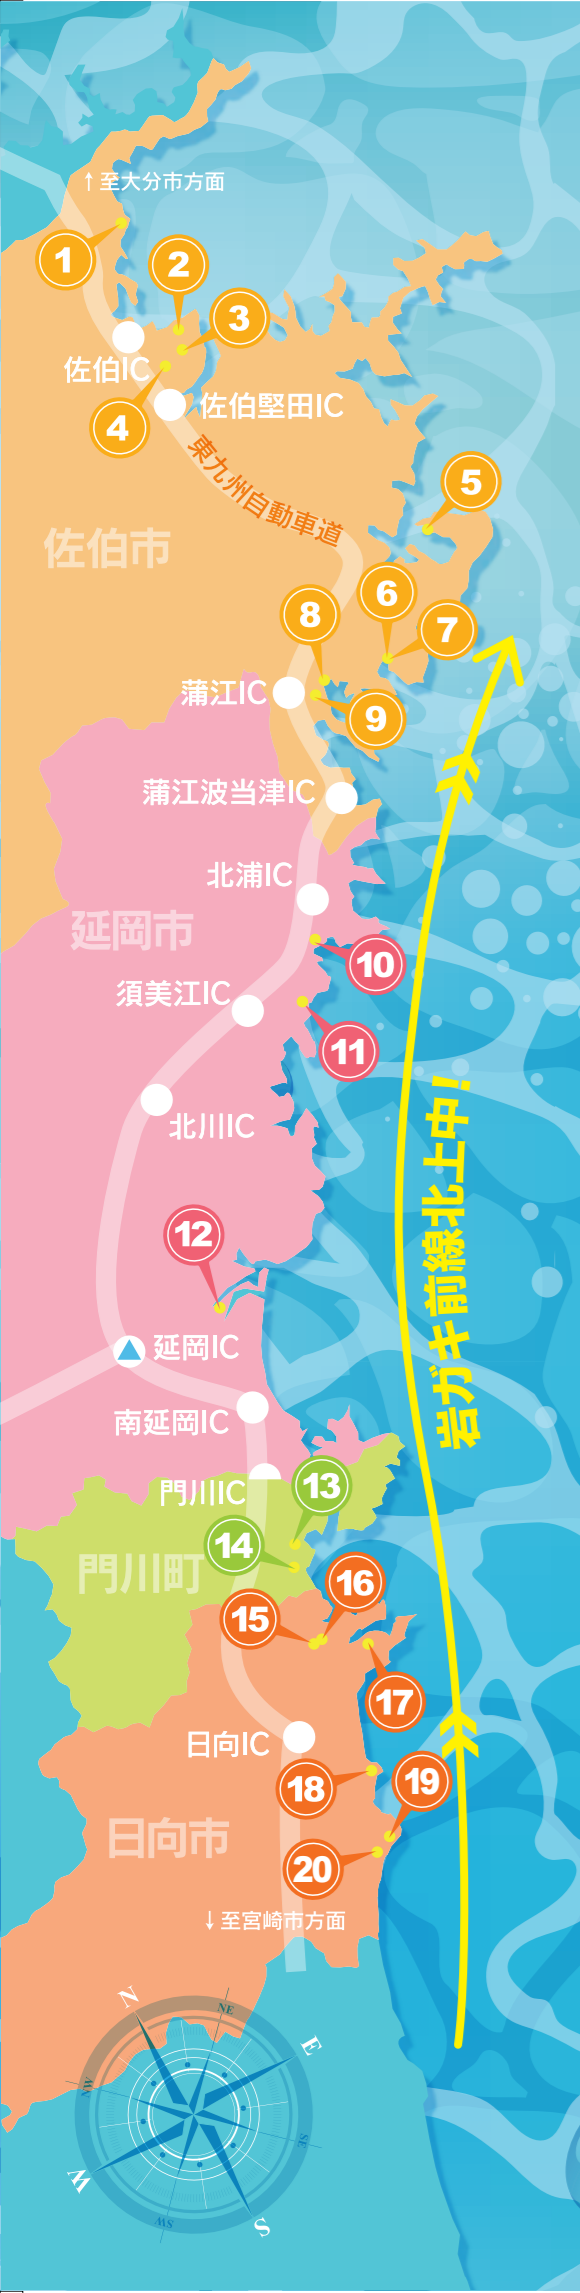 ↑至大分市方面
1
2
3
佐伯IC
佐伯堅田IC
4
東九州自動車道
5
佐伯市
6
8
7
蒲江IC
9
蒲江波当津IC
北浦IC
延岡市
10
須美江IC
11
北川IC
岩ガキ前線北上中!
12
延岡IC
南延岡IC
門川IC
13
14
門川町
16
15
17
日向IC
18
19
日向市
20
↓至宮崎市方面
N
NE
E
NW
SE
W
SW
S